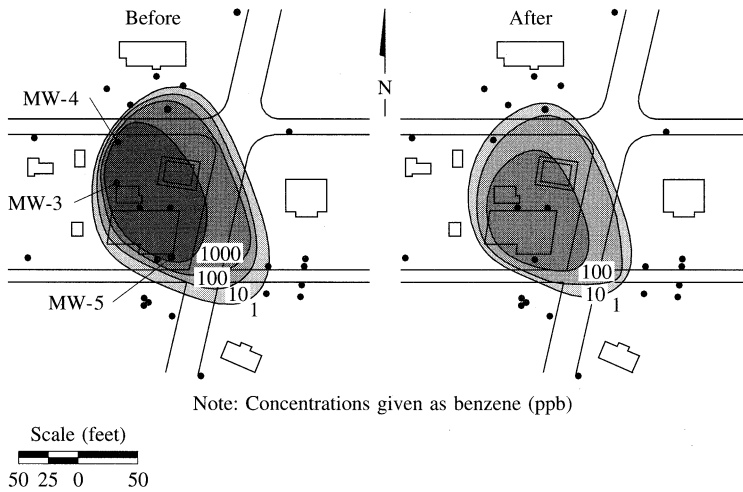 Before
After
MW-4
N
MW-3
1000
100
100
10
10
MW-5
1
1
Note: Concentrations given as benzene (ppb)
Scale (feet)
50 25 0 50